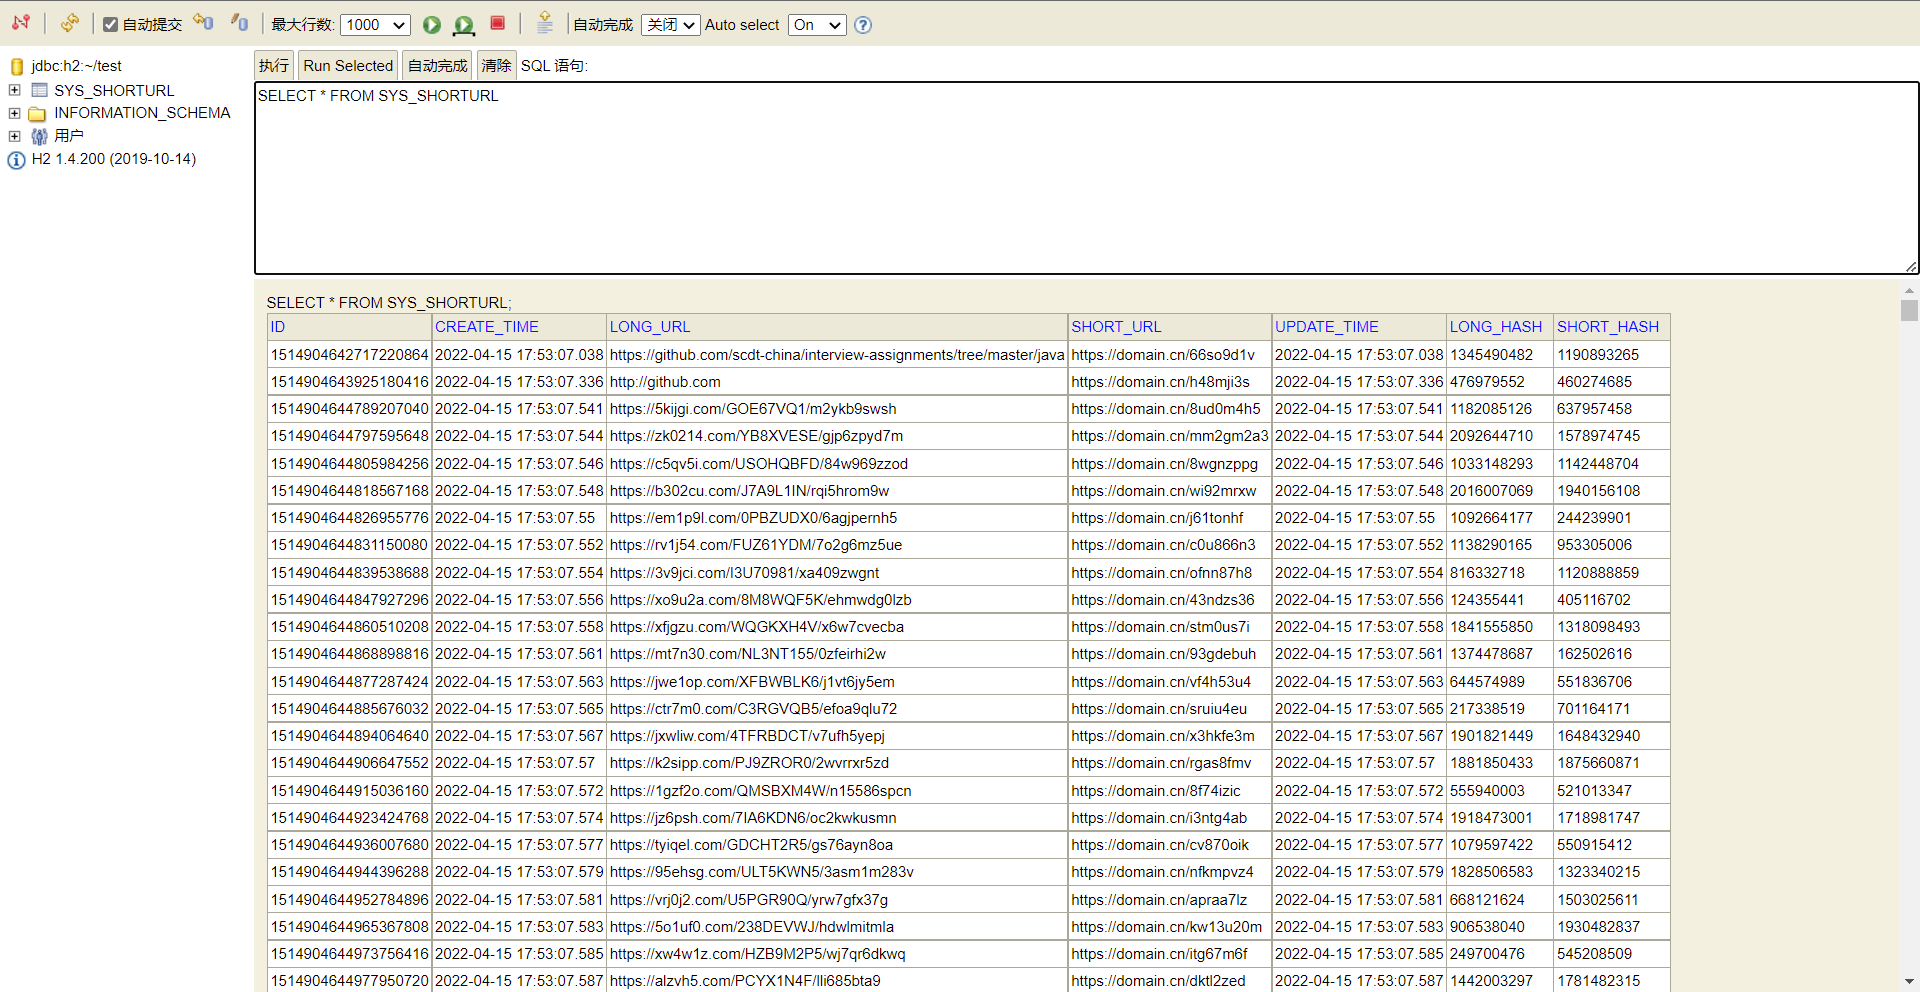 自动提交 最大行数: 1000 自动完成 关闭 Auto select On
jdbc:h2:~/test
SYS_SHORTURL
INFORMATION_SCHEMA
用户
H2 1.4.200 (2019-10-14)
执行 Run Selected 自动完成 清除 SQL 语句:
SELECT * FROM SYS_SHORTURL
SELECT * FROM SYS_SHORTURL;
ID CREATE_TIME LONG_URL SHORT_URL UPDATE_TIME LONG_HASH SHORT_HASH
1514904642717220864 2022-04-15 17:53:07.038 https://github.com/scdt-china/interview-assignments/tree/master/java https://domain.cn/66so9d1v 2022-04-15 17:53:07.038 1345490482 1190893265
1514904643925180416 2022-04-15 17:53:07.336 http://github.com https://domain.cn/h48mji3s 2022-04-15 17:53:07.336 476979552 460274685
1514904644789207040 2022-04-15 17:53:07.541 https://5kijgi.com/GOE67VQ1/m2ykb9swsh https://domain.cn/8ud0m4h5 2022-04-15 17:53:07.541 1182085126 637957458
1514904644797595648 2022-04-15 17:53:07.544 https://zk0214.com/YB8XVESE/gjp6zpyd7m https://domain.cn/mm2gm2a3 2022-04-15 17:53:07.544 2092644710 1578974745
1514904644805984256 2022-04-15 17:53:07.546 https://c5qv5i.com/USOHQBFD/84w969zzod https://domain.cn/8wgnzppg 2022-04-15 17:53:07.546 1033148293 1142448704
1514904644818567168 2022-04-15 17:53:07.548 https://b302cu.com/J7A9L1IN/rqi5hrom9w https://domain.cn/wi92mrxw 2022-04-15 17:53:07.548 2016007069 1940156108
1514904644826955776 2022-04-15 17:53:07.55 https://em1p9l.com/0PBZUDX0/6agjpernh5 https://domain.cn/j61tonhf 2022-04-15 17:53:07.55 1092664177 244239901
1514904644831150080 2022-04-15 17:53:07.552 https://rv1j54.com/FUZ61YDM/7o2g6mz5ue https://domain.cn/c0u866n3 2022-04-15 17:53:07.552 1138290165 953305006
1514904644839538688 2022-04-15 17:53:07.554 https://3v9jci.com/I3U70981/xa409zwgnt https://domain.cn/ofnn87h8 2022-04-15 17:53:07.554 816332718 1120888859
1514904644847927296 2022-04-15 17:53:07.556 https://xo9u2a.com/8M8WQF5K/ehmwdg0lzb https://domain.cn/43ndzs36 2022-04-15 17:53:07.556 124355441 405116702
1514904644860510208 2022-04-15 17:53:07.558 https://xfjgzu.com/WQGKXH4V/x6w7cvecba https://domain.cn/stm0us7i 2022-04-15 17:53:07.558 1841555850 1318098493
1514904644868898816 2022-04-15 17:53:07.561 https://mt7n30.com/NL3NT155/0zfeirhi2w https://domain.cn/93gdebuh 2022-04-15 17:53:07.561 1374478687 162502616
1514904644877287424 2022-04-15 17:53:07.563 https://jwe1op.com/XFBWBLK6/j1vt6jy5em https://domain.cn/vf4h53u4 2022-04-15 17:53:07.563 644574989 551836706
1514904644885676032 2022-04-15 17:53:07.565 https://ctr7m0.com/C3RGVQB5/efoa9qlu72 https://domain.cn/sruiu4eu 2022-04-15 17:53:07.565 217338519 701164171
1514904644894064640 2022-04-15 17:53:07.567 https://jxwliw.com/4TFRBDCT/v7ufh5yepj https://domain.cn/x3hkfe3m 2022-04-15 17:53:07.567 1901821449 1648432940
1514904644906647552 2022-04-15 17:53:07.57 https://k2sipp.com/PJ9ZROR0/2wvrrxr5zd https://domain.cn/rgas8fmv 2022-04-15 17:53:07.57 1881850433 1875660871
1514904644915036160 2022-04-15 17:53:07.572 https://1gzf2o.com/QMSBXM4W/n15586spcn https://domain.cn/8f74izic 2022-04-15 17:53:07.572 555940003 521013347
1514904644923424768 2022-04-15 17:53:07.574 https://jz6psh.com/7IA6KDN6/oc2kwkusmn https://domain.cn/i3ntg4ab 2022-04-15 17:53:07.574 1918473001 1718981747
1514904644936007680 2022-04-15 17:53:07.577 https://tyiqel.com/GDCHT2R5/gs76ayn8oa https://domain.cn/cv870oik 2022-04-15 17:53:07.577 1079597422 550915412
1514904644944396288 2022-04-15 17:53:07.579 https://95ehsg.com/ULT5KWN5/3asm1m283v https://domain.cn/nfkmpvz4 2022-04-15 17:53:07.579 1828506583 1323340215
1514904644952784896 2022-04-15 17:53:07.581 https://vrj0j2.com/U5PGR90Q/yrw7gfx37g https://domain.cn/apraa7lz 2022-04-15 17:53:07.581 668121624 1503025611
1514904644965367808 2022-04-15 17:53:07.583 https://5o1uf0.com/238DEVWJ/hdwlmitmla https://domain.cn/kw13u20m 2022-04-15 17:53:07.583 906538040 1930482837
1514904644973756416 2022-04-15 17:53:07.585 https://xw4w1z.com/HZB9M2P5/wj7qr6dkwq https://domain.cn/itg67m6f 2022-04-15 17:53:07.585 249700476 545208509
1514904644977950720 2022-04-15 17:53:07.587 https://alzvh5.com/PCYX1N4F/lli685bta9 https://domain.cn/dktl2zed 2022-04-15 17:53:07.587 1442003297 1781482315